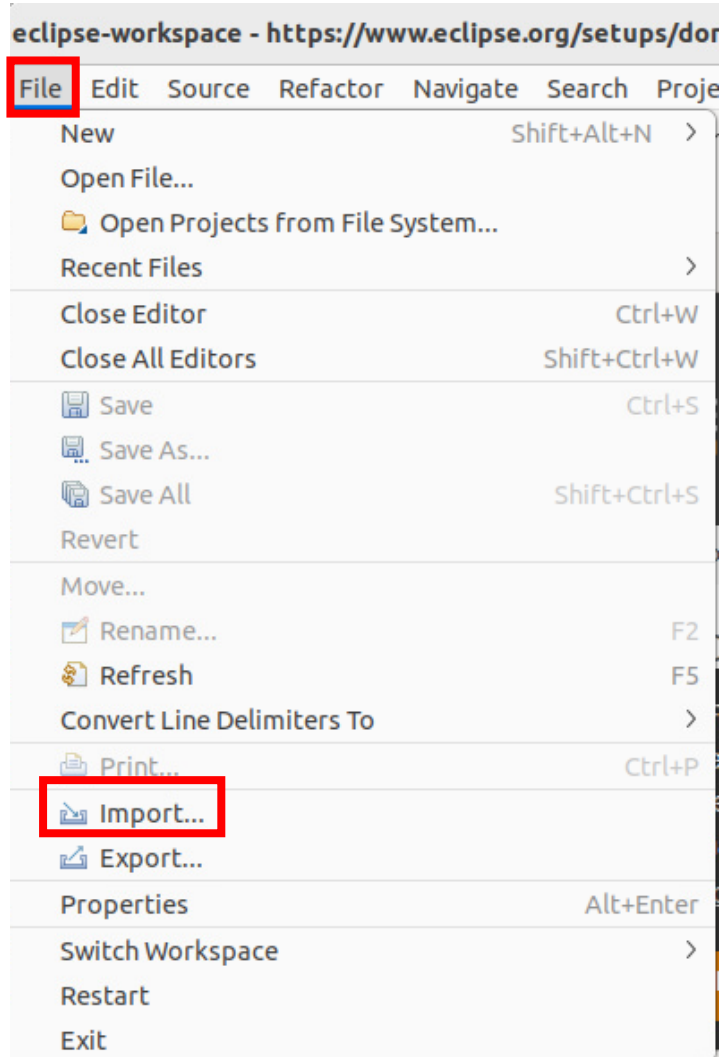 eclipse-workspace - https://www.eclipse.org/setups/
File Edit Source Refactor Navigate Search
New Shift+Alt+N
Open File...
Open Projects from File System...
Recent Files
Close Editor Ctrl+W
Close All Editors Shift+Ctrl+W
Save Ctrl+S
Save As...
Save All Shift+Ctrl+S
Revert
Move...
Rename... F2
Refresh F5
Convert Line Delimiters To
Print... Ctrl+P
Import...
Export...
Properties Alt+Enter
Switch Workspace
Restart
Exit